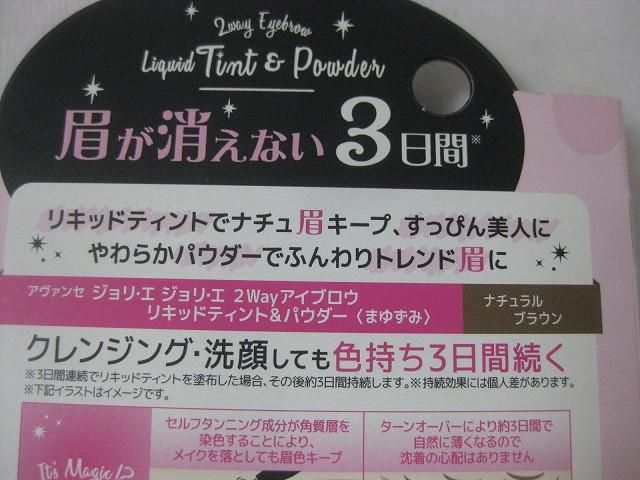 2way Eyebrow
Liquid Tint & Powder
眉が消えない3日間※
リキッドティントでナチュ眉キープ、すっぴん美人に
やわらかパウダーでふんわりトレンド眉に
アヴァンセ ジョリ・エ ジョリ・エ 2Wayアイブロウ
リキッドティント&パウダー〈まゆずみ〉
ナチュラル
ブラウン
クレンジング・洗顔しても色持ち3日間続く
※3日間連続でリキッドティントを塗布した場合、その後約3日間持続します。※持続効果には個人差があります。
※下記イラストはイメージです。
It's Magic!?
セルフタンニング成分が角質層を
染色することにより、
メイクを落としても眉色キープ
ターンオーバーにより約3日間で
自然に薄くなるので
沈着の心配はありません